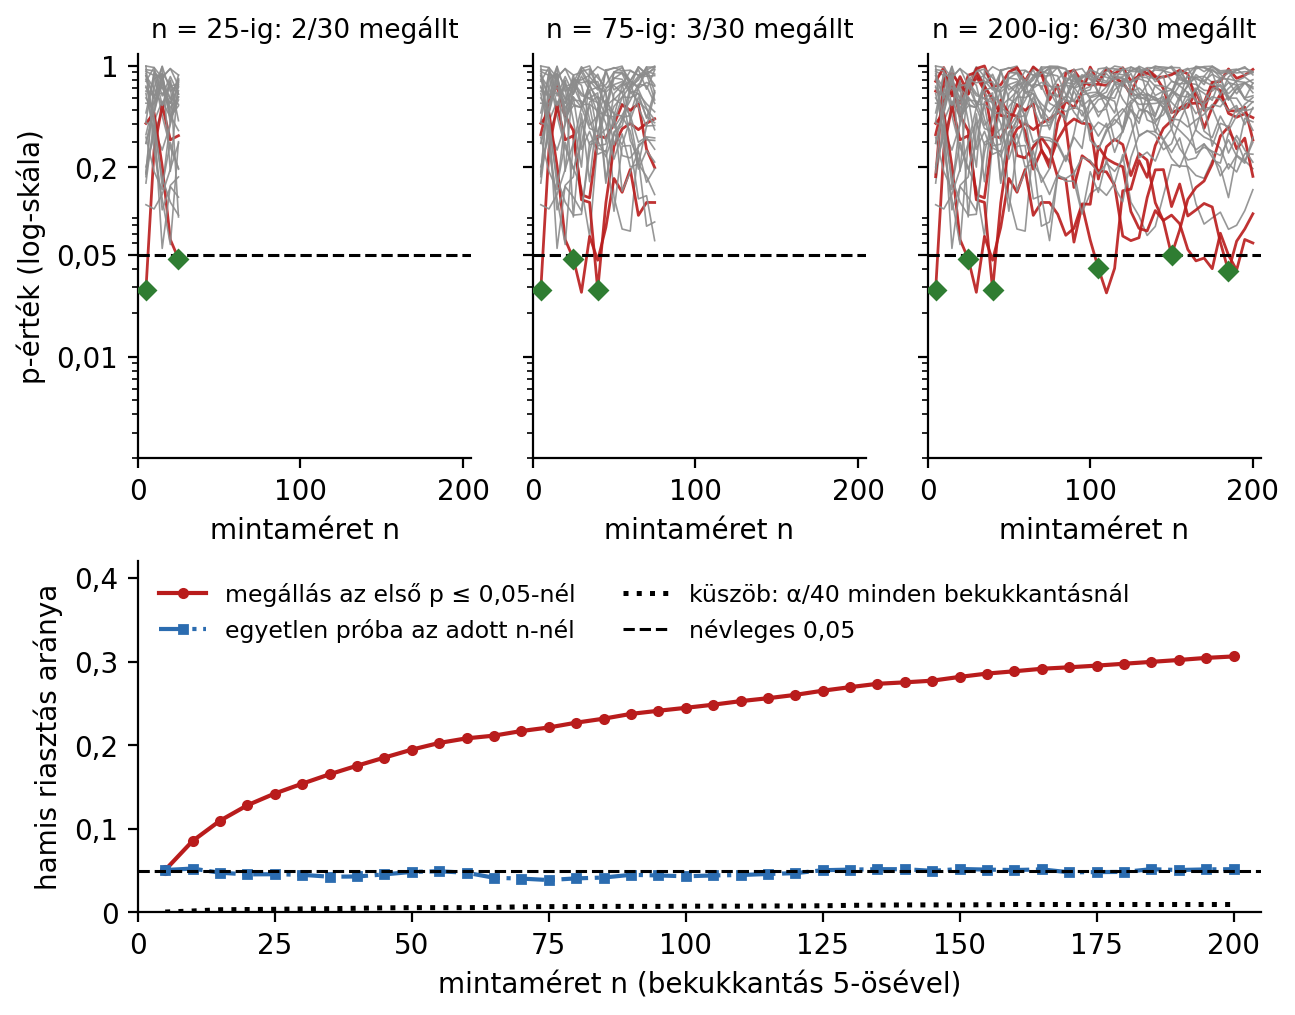 n = 25-ig: 2/30 megállt
n = 75-ig: 3/30 megállt
n = 200-ig: 6/30 megállt
p-érték (log-skála)
1
0,2
0,05
0,01
0
100
200
0
100
200
0
100
200
mintaméret n
mintaméret n
mintaméret n
hamis riasztás aránya
0,4
0,3
0,2
0,1
0
megállás az első p ≤ 0,05-nél
egyetlen próba az adott n-nél
küszöb: α/40 minden bekukkantásnál
névleges 0,05
0
25
50
75
100
125
150
175
200
mintaméret n (bekukkantás 5-ösével)